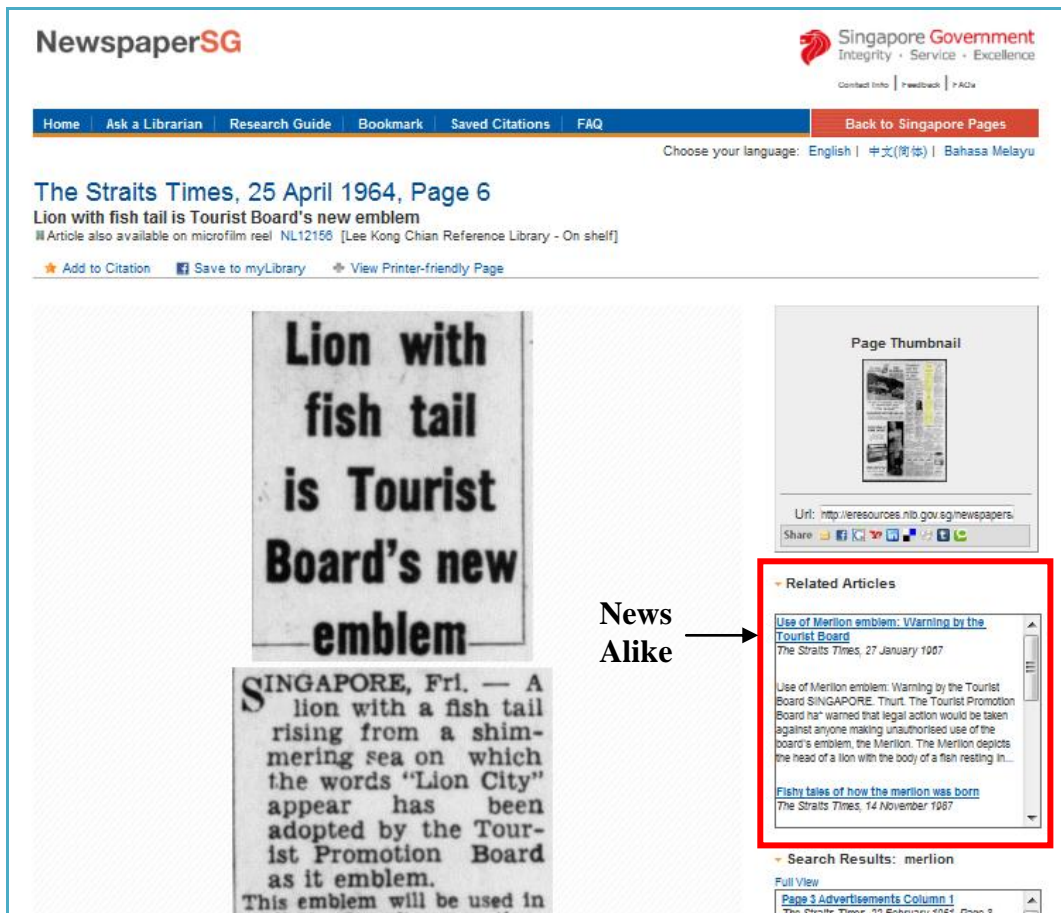 NewspaperSG
Singapore Government
Integrity · Service · Excellence
Contact Info | Feedback | FAQs
Home | Ask a Librarian | Research Guide | Bookmark | Saved Citations | FAQ
Back to Singapore Pages
Choose your language: English | 中文(简体) | Bahasa Melayu
The Straits Times, 25 April 1964, Page 6
Lion with fish tail is Tourist Board's new emblem
Article also available on microfilm reel NL12156 [Lee Kong Chian Reference Library - On shelf]
Add to Citation Save to myLibrary View Printer-friendly Page
Lion with
fish tail
is Tourist
Board's new
emblem
SINGAPORE, Fri. — A
lion with a fish tail
rising from a shim-
mering sea on which
the words "Lion City"
appear has been
adopted by the Tour-
ist Promotion Board
as it emblem.
This emblem will be used in
Page Thumbnail
Url: http://eresources.nlb.gov.sg/newspapers/
Share
News
Alike
Related Articles
Use of Merlion emblem: Warning by the
Tourist Board
The Straits Times, 27 January 1967
Use of Merlion emblem: Warning by the Tourist
Board SINGAPORE. Thurt. The Tourist Promotion
Board ha* warned that legal action would be taken
against anyone making unauthorised use of the
board's emblem, the Merlion. The Merlion depicts
the head of a lion with the body of a fish resting in...
Fishy tales of how the merlion was born
The Straits Times, 14 November 1987
Search Results: merlion
Full View
Page 3 Advertisements Column 1
The Straits Times, 22 February 1951, Page 3